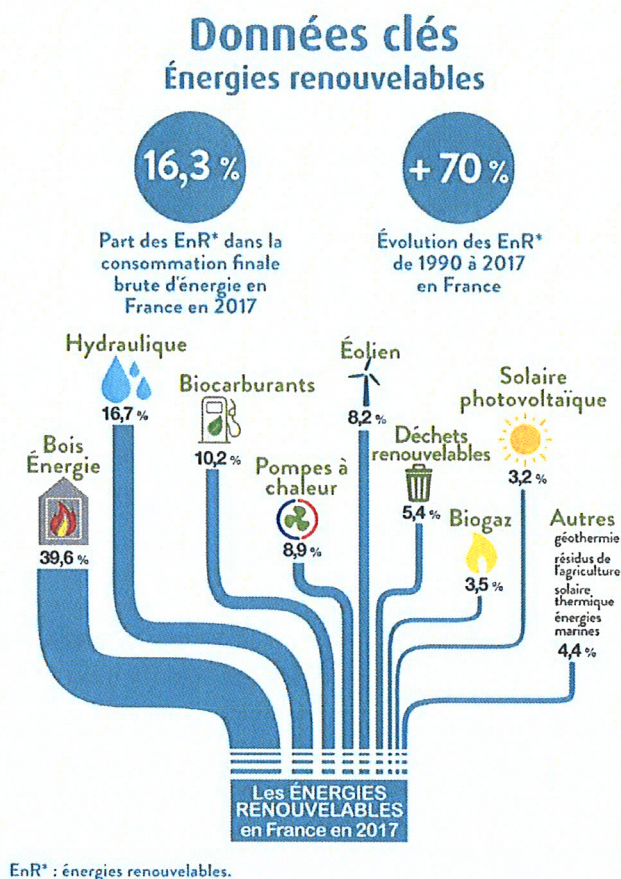 Données clés
Énergies renouvelables
16,3 %
Part des EnR* dans la
consommation finale
brute d'énergie en
France en 2017
+ 70 %
Évolution des EnR*
de 1990 à 2017
en France
Bois
Énergie
39,6 %
Hydraulique
16,7 %
Biocarburants
10,2 %
Pompes à
chaleur
8,9 %
Éolien
8,2 %
Déchets
renouvelables
5,4 %
Biogaz
3,5 %
Solaire
photovoltaïque
3,2 %
Autres
géothermie
résidus de
l'agriculture
solaire
thermique
énergies
marines
4,4 %
Les ÉNERGIES
RENOUVELABLES
en France en 2017
EnR* : énergies renouvelables.